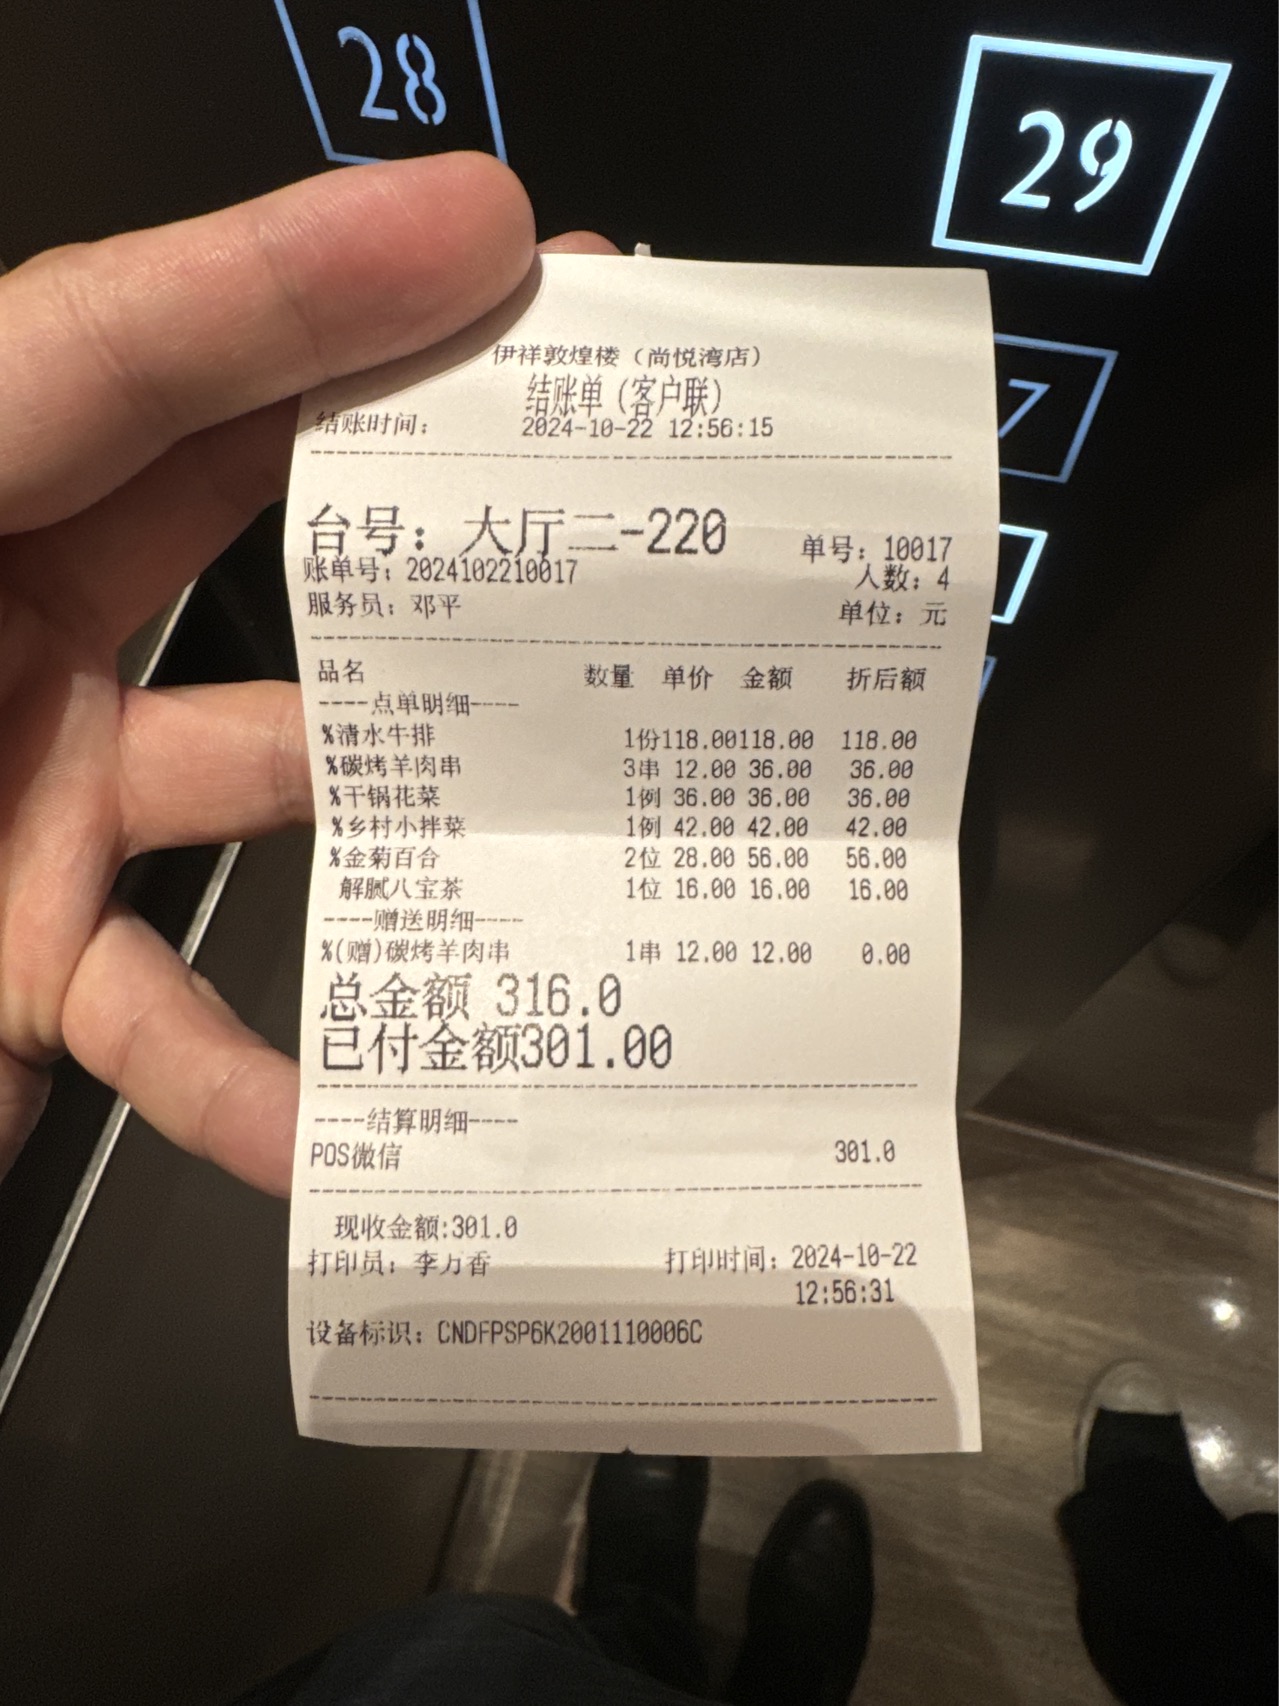 28
29
7
伊祥敦煌楼（尚悦湾店）
结账单（客户联）
结账时间： 2024-10-22 12:56:15
台号：大厅二-220 单号：10017
账单号：2024102210017 人数：4
服务员：邓平 单位：元
品名 数量 单价 金额 折后额
----点单明细----
%清水牛排 1份118.00118.00 118.00
%碳烤羊肉串 3串 12.00 36.00 36.00
%干锅花菜 1例 36.00 36.00 36.00
%乡村小拌菜 1例 42.00 42.00 42.00
%金菊百合 2位 28.00 56.00 56.00
解腻八宝茶 1位 16.00 16.00 16.00
----赠送明细----
%(赠)碳烤羊肉串 1串 12.00 12.00 0.00
总金额 316.0
已付金额301.00
----结算明细----
POS微信 301.0
现收金额:301.0
打印员：李万香 打印时间：2024-10-22
12:56:31
设备标识：CNDFPSP6K2001110006C